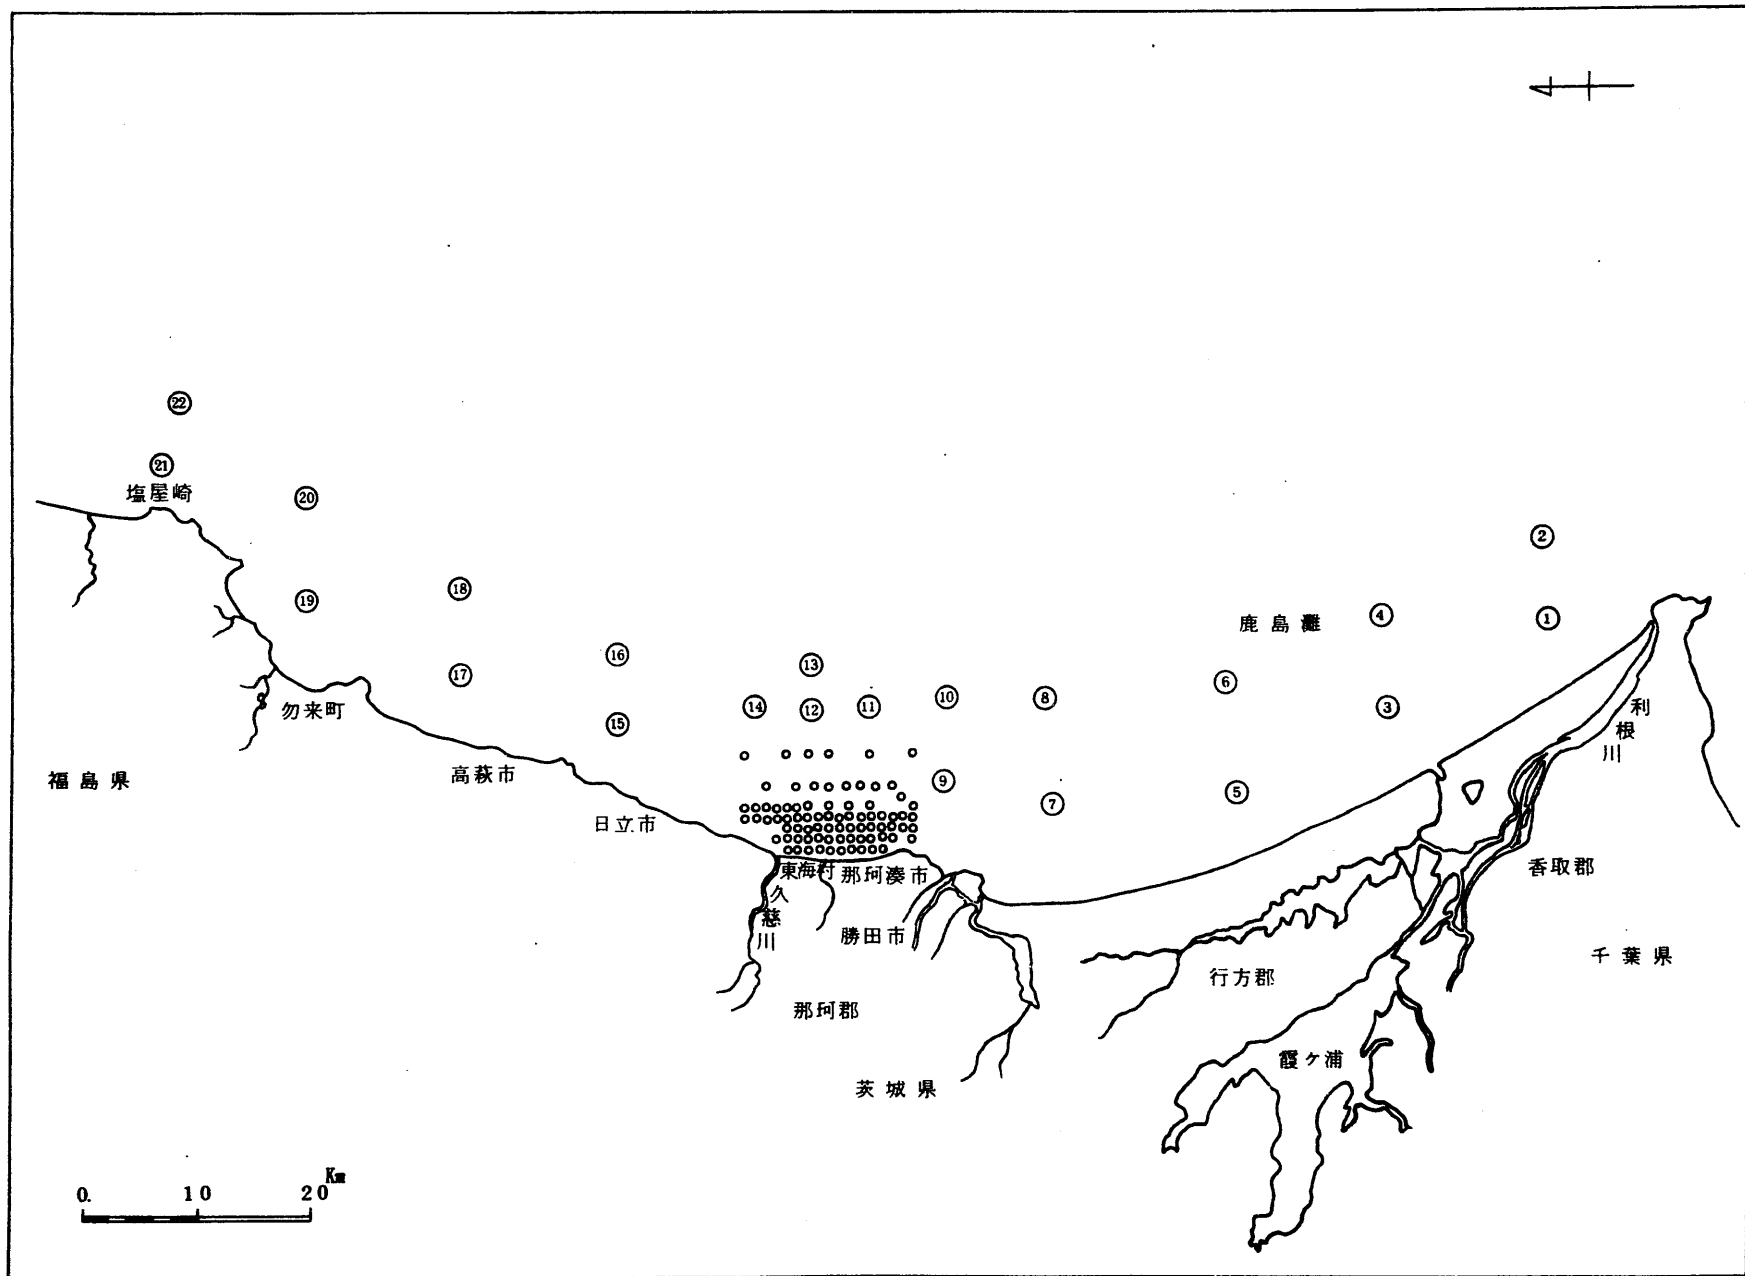 ㉒
㉑
塩屋崎
⑳
②
⑲
⑱
鹿島灘
④
①
⑯
⑬
⑰
⑥
勿来町
⑮
⑭
⑫
⑪
⑩
⑧
③
利根川
福島県
高萩市
⑨
⑤
⑦
日立市
東海村
那珂湊市
香取郡
久慈川
勝田市
千葉県
行方郡
那珂郡
霞ケ浦
茨城県
0. 10 20 Km